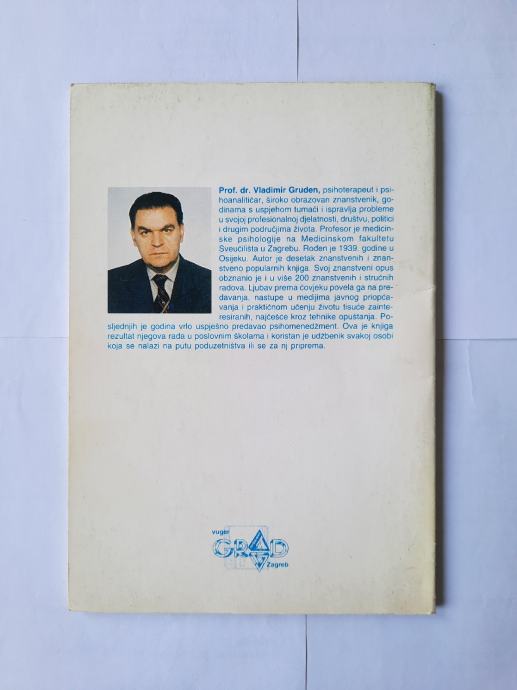 Prof. dr. Vladimir Gruden, psihoterapeut i psi-
hoanalitičar, široko obrazovan znanstvenik, go-
dinama s uspjehom tumači i ispravlja probleme
u svojoj profesionalnoj djelatnosti, društvu, politici
i drugim područjima života. Profesor je medicin-
ske psihologije na Medicinskom fakultetu
Sveučilista u Zagrebu. Rođen je 1939. godine u
Osijeku. Autor je desetak znanstvenih i znan-
stveno popularnih knjiga. Svoj znanstveni opus
obznanio je i u više 200 znanstvenih i stručnih
radova. Ljubav prema čovjeku povela ga na pre-
davanja, nastupe u medijima javnog priopća-
vanja i praktičnom učenju životu tisuće zainte-
resiranih, najčešće kroz tehnike opuštanja. Po-
sljednjih je godina vrlo uspješno predavao psihomenedžment. Ova je knjiga
rezultat njegova rada u poslovnim školama i koristan je udžbenik svakoj osobi
koja se nalazi na putu poduzetništva ili se za nj priprema.
vuger
GRAD
Zagreb